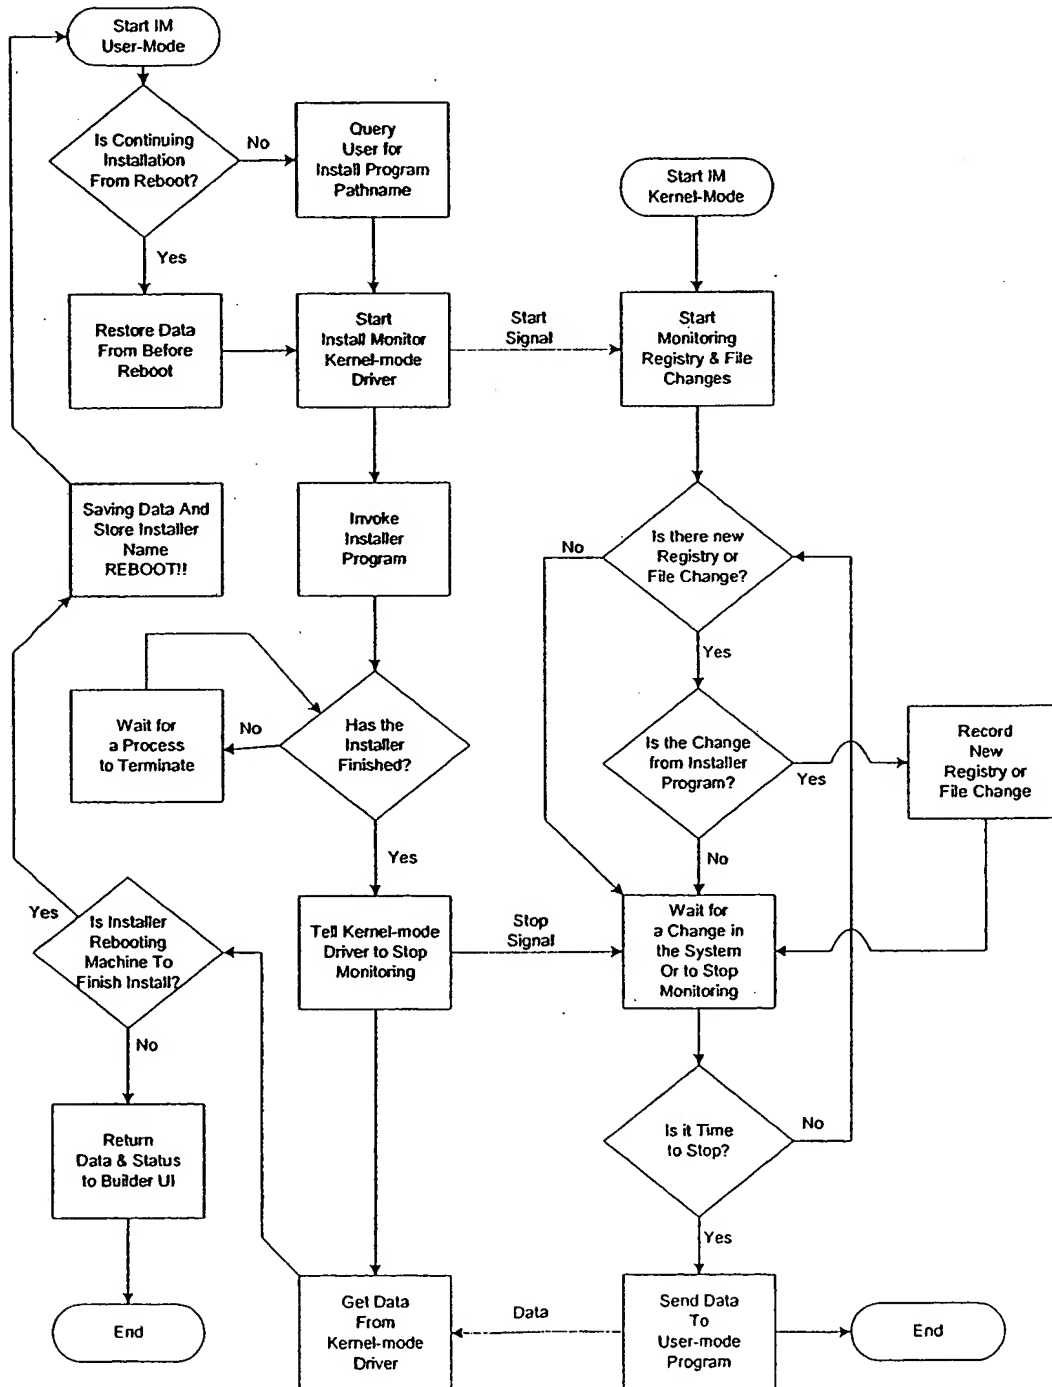 Start IM
User-Mode
Is Continuing
Installation
From Reboot?
No
Query
User for
Install Program
Pathname
Start IM
Kernel-Mode
Yes
Restore Data
From Before
Reboot
Start
Install Monitor
Kernel-mode
Driver
Start
Signal
Start
Monitoring
Registry & File
Changes
Saving Data And
Store Installer
Name
REBOOT!!
Invoke
Installer
Program
No
Is there new
Registry or
File Change?
Yes
Wait for
a Process
to Terminate
No
Has the
Installer
Finished?
Is the Change
from Installer
Program?
Yes
Record
New
Registry or
File Change
Yes
No
Yes
Is Installer
Rebooting
Machine To
Finish Install?
Tell Kernel-mode
Driver to Stop
Monitoring
Stop
Signal
Wait for
a Change in
the System
Or to Stop
Monitoring
No
Return
Data & Status
to Builder UI
Is it Time
to Stop?
No
Yes
End
Get Data
From
Kernel-mode
Driver
Data
Send Data
To
User-mode
Program
End